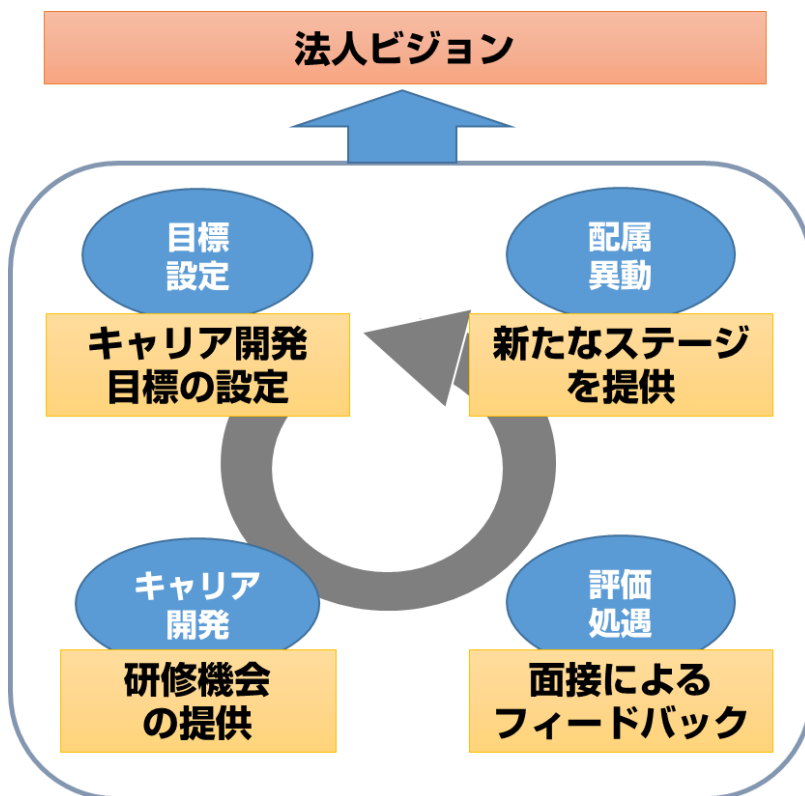 法人ビジョン
目標
設定
キャリア開発
目標の設定
配属
異動
新たなステージ
を提供
キャリア
開発
研修機会
の提供
評価
処遇
面接による
フィードバック